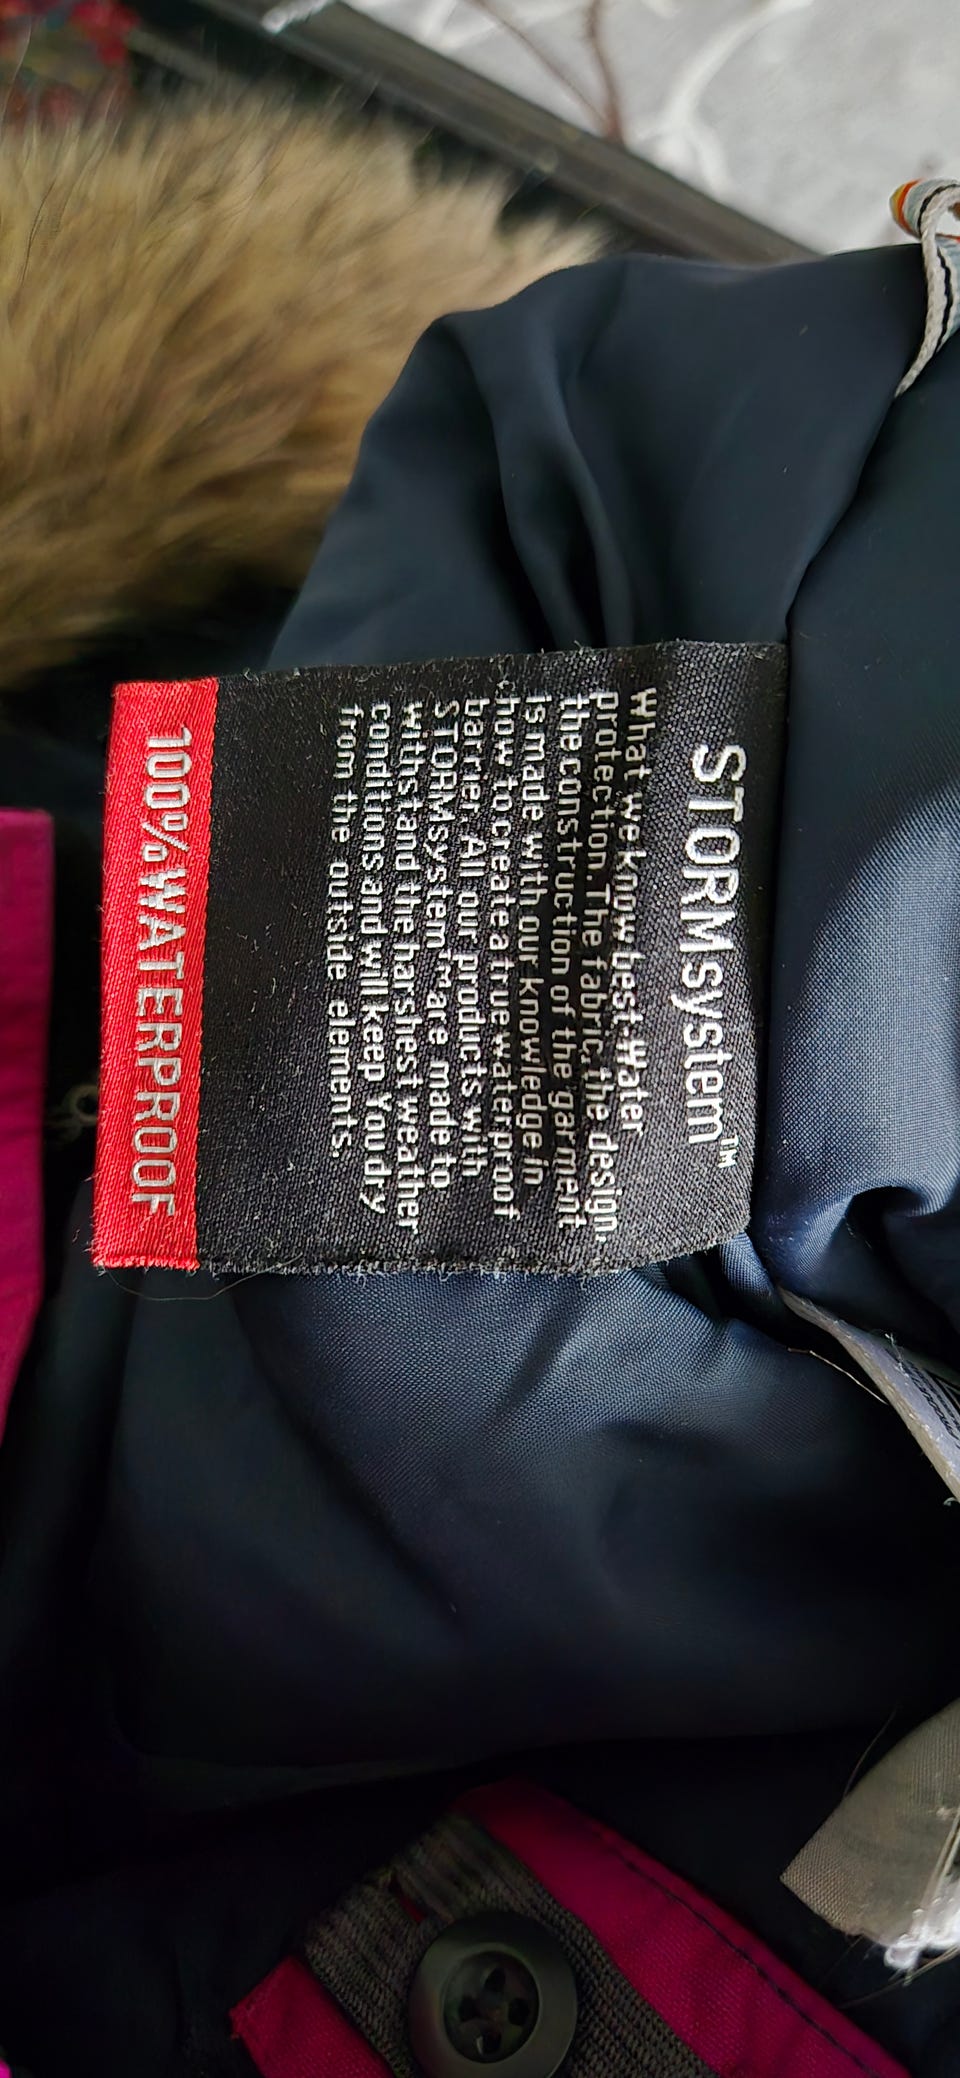 STORMsystem™
What we know best. Water
protection. The fabric, the design,
the construction of the garment
is made with our knowledge in
how to create a true waterproof
barrier. All our products with
STORMsystem™ are made to
withstand the harshest weather
conditions and will keep You dry
from the outside elements.
100% WATERPROOF